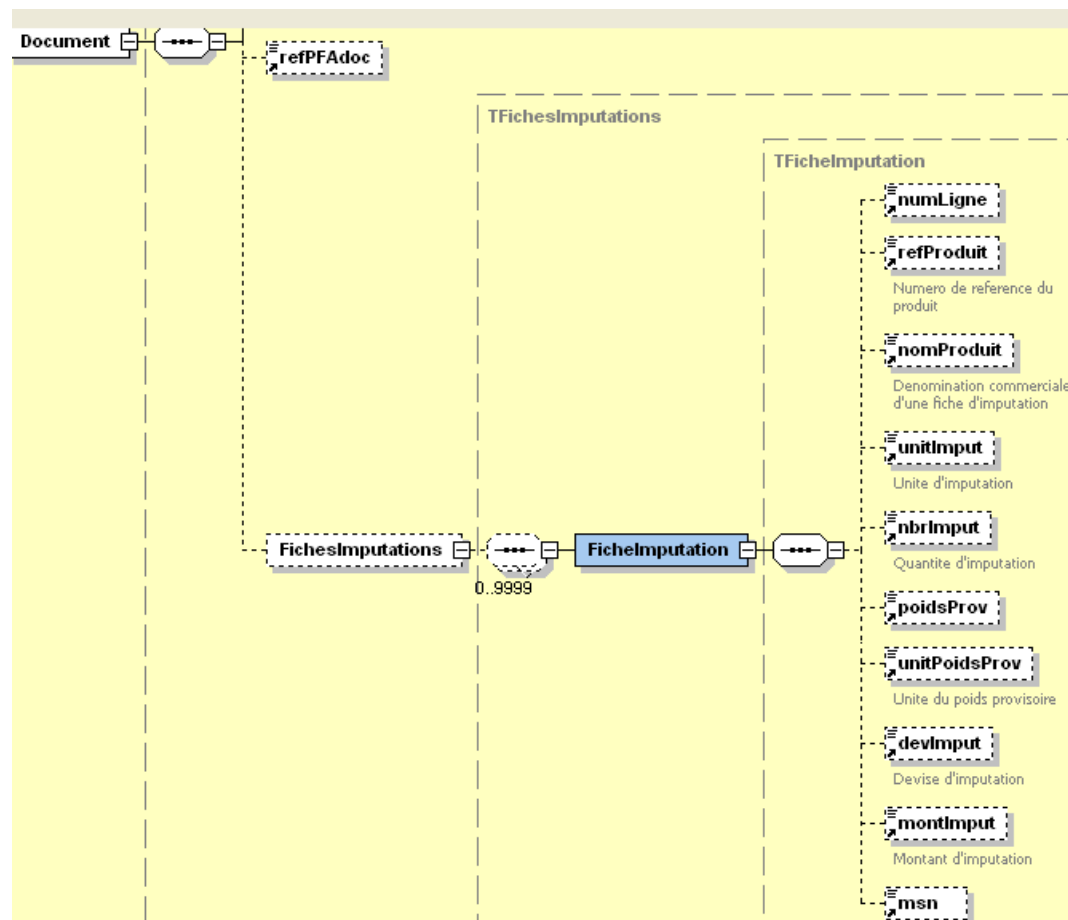 Document
refPFAdoc
TFichesImputations
TFicheImputation
numLigne
refProduit
Numero de reference du
produit
nomProduit
Denomination commerciale
d'une fiche d'imputation
unitImput
Unite d'imputation
nbrImput
Quantite d'imputation
FichesImputations
FicheImputation
0..9999
poidsProv
unitPoidsProv
Unite du poids provisoire
devImput
Devise d'imputation
montImput
Montant d'imputation
msn